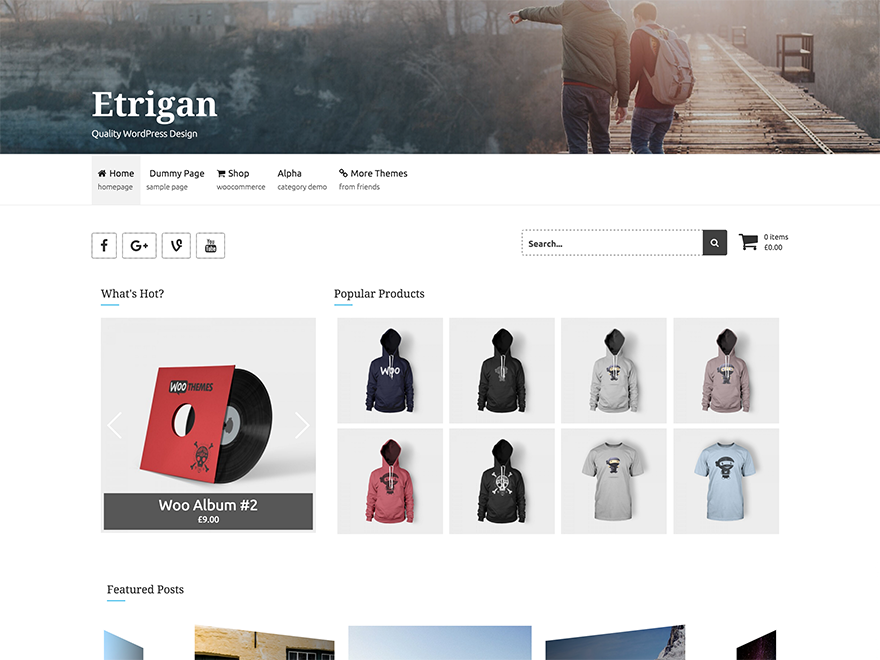 Etrigan
Quality WordPress Design
Home
homepage
Dummy Page
sample page
Shop
woocommerce
Alpha
category demo
More Themes
from friends
You
Tube
Search...
0 items
£0.00
What's Hot?
Popular Products
WOO THEMES
Woo Album #2
£9.00
WOO
Featured Posts